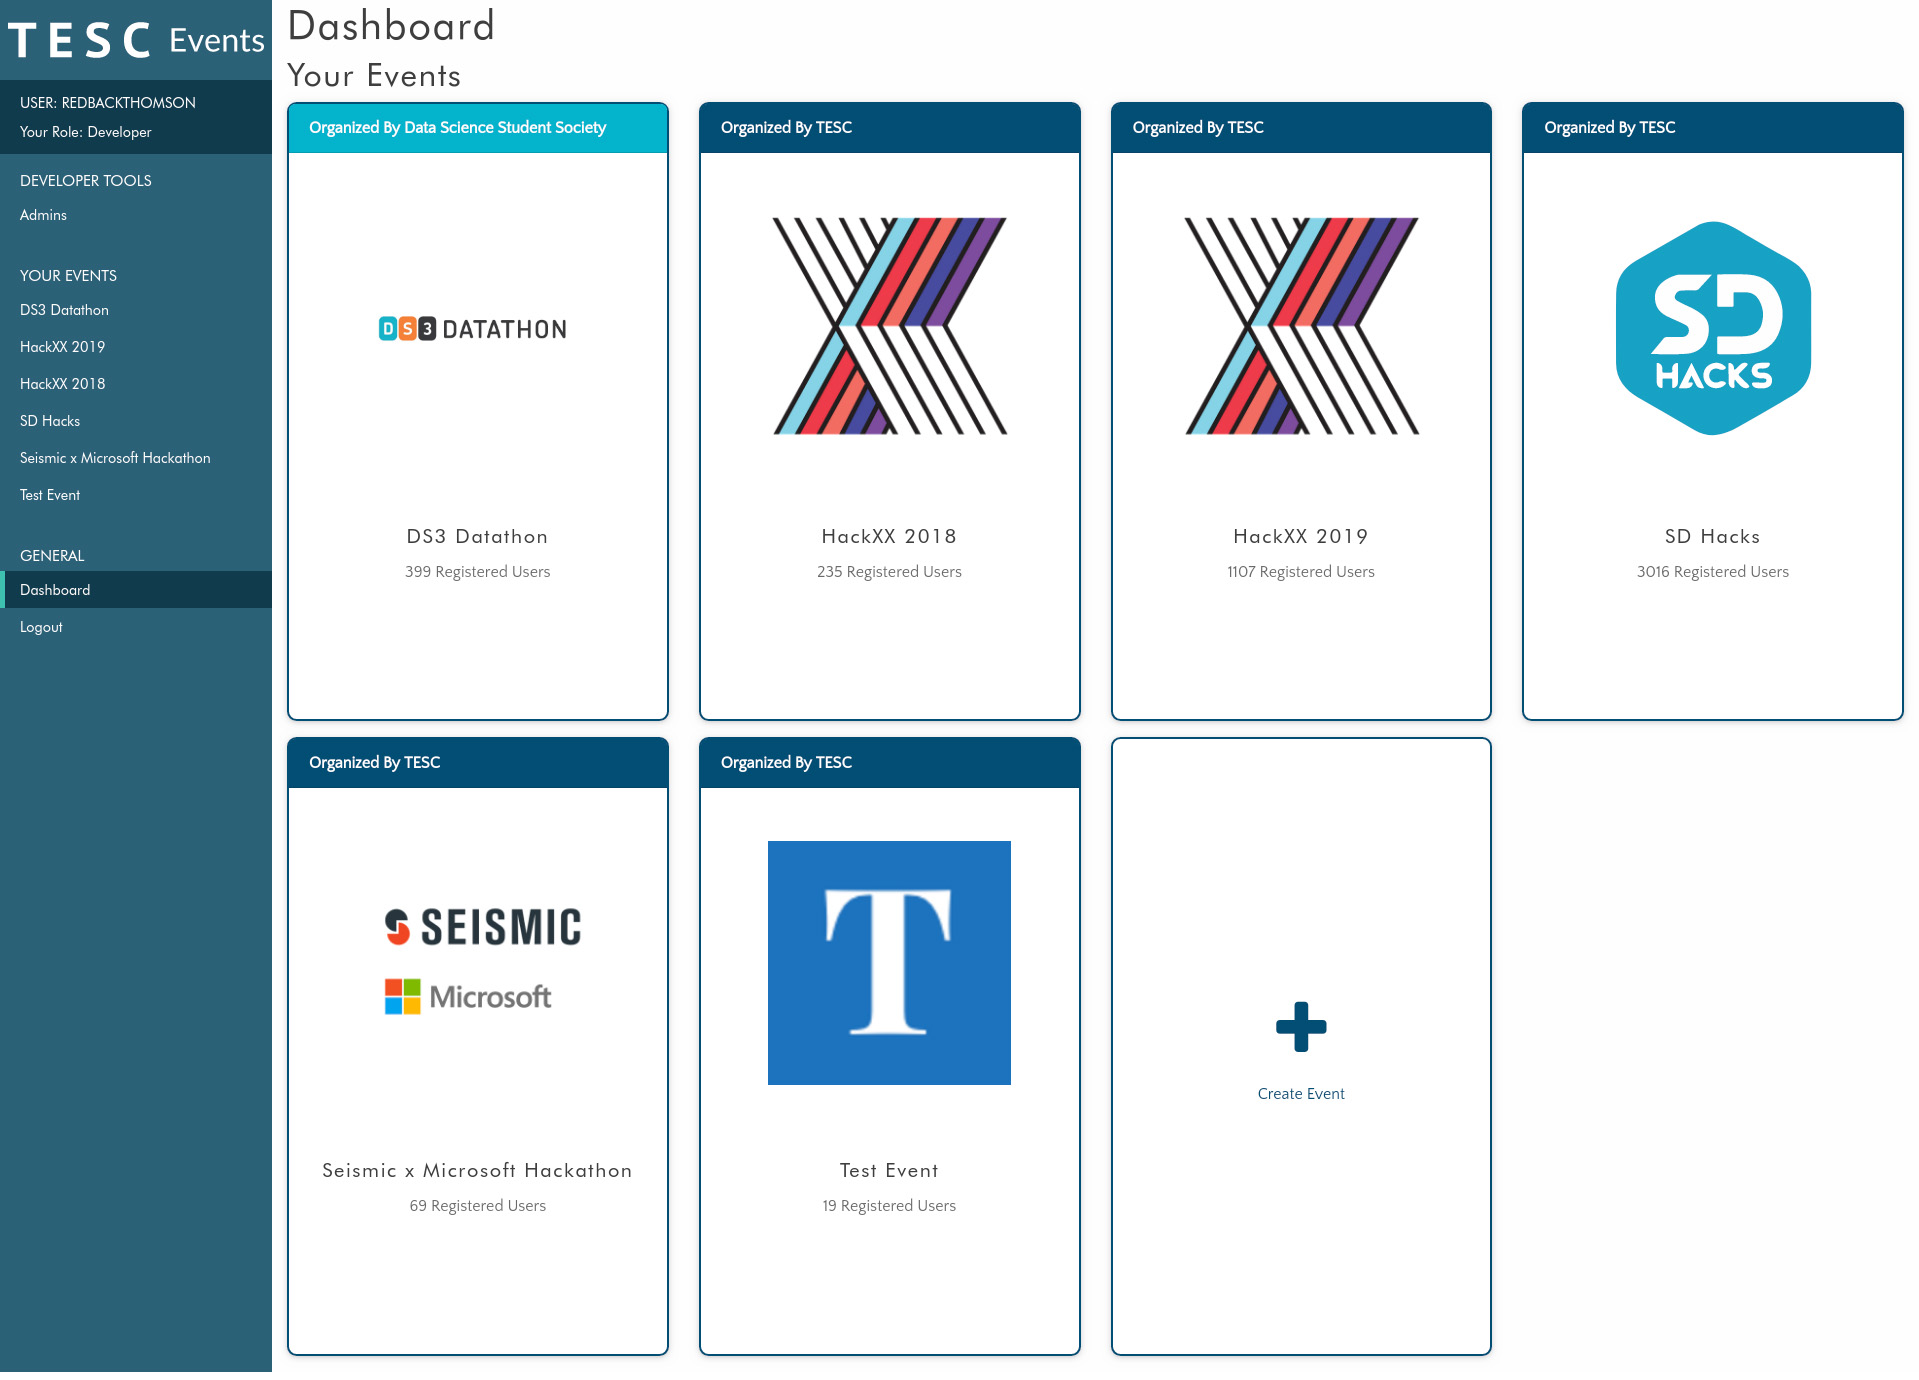 TESC Events
USER: REDBACKTHOMSON
Your Role: Developer
DEVELOPER TOOLS
Admins
YOUR EVENTS
DS3 Datathon
HackXX 2019
HackXX 2018
SD Hacks
Seismic x Microsoft Hackathon
Test Event
GENERAL
Dashboard
Logout
Dashboard
Your Events
Organized By Data Science Student Society
DS3 DATATHON
DS3 Datathon
399 Registered Users
Organized By TESC
HackXX 2018
235 Registered Users
Organized By TESC
HackXX 2019
1107 Registered Users
Organized By TESC
SD
HACKS
SD Hacks
3016 Registered Users
Organized By TESC
SEISMIC
Microsoft
Seismic x Microsoft Hackathon
69 Registered Users
Organized By TESC
T
Test Event
19 Registered Users
Create Event